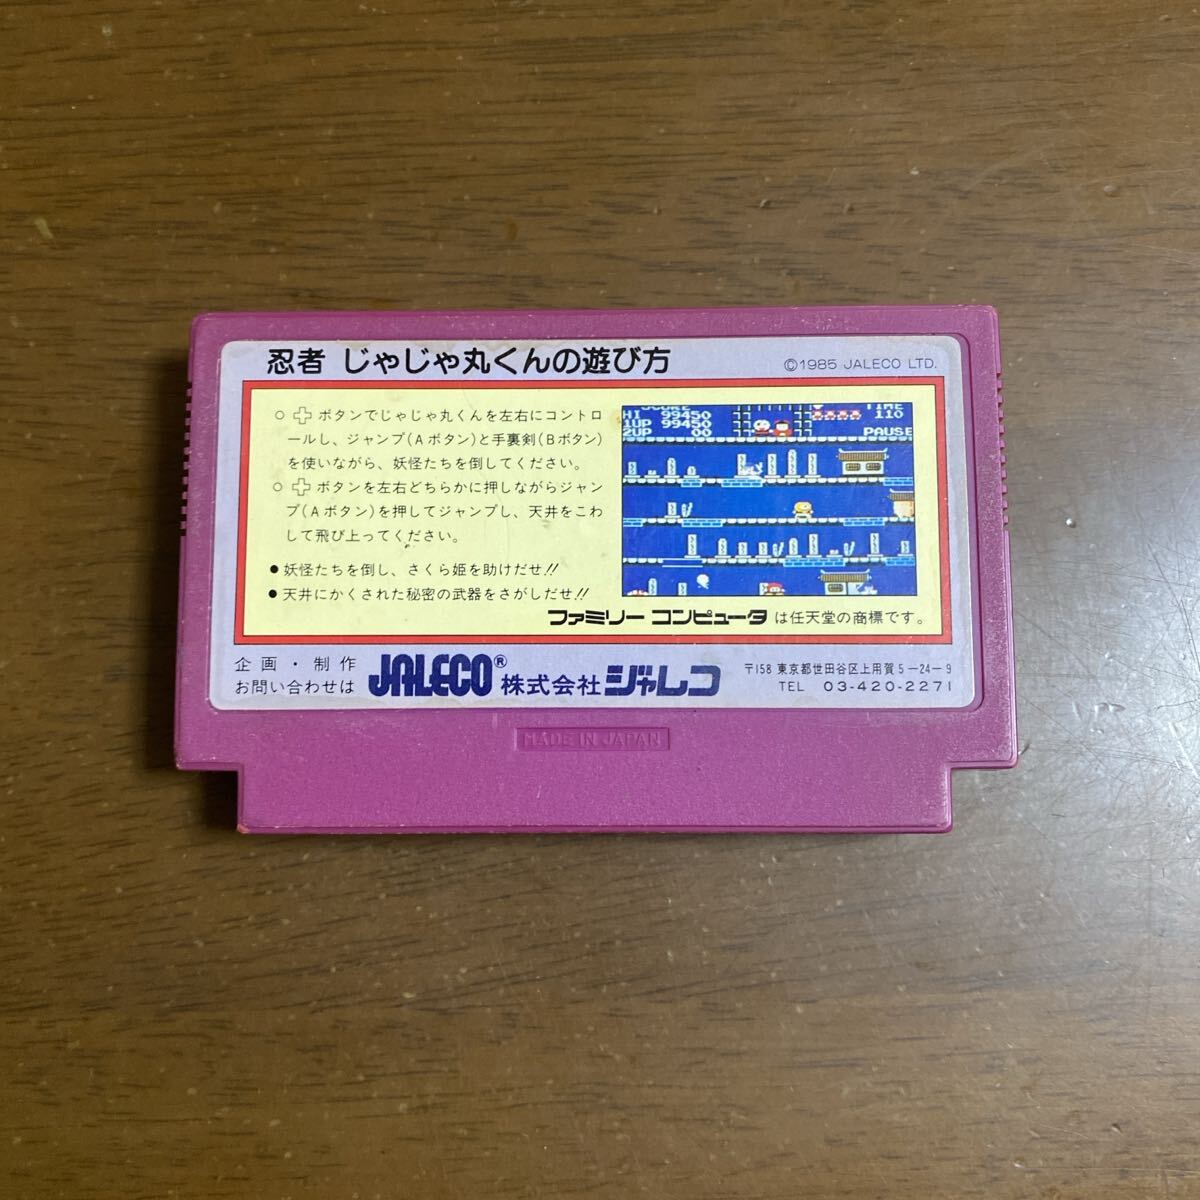 忍者 じゃじゃ丸くんの遊び方
©1985 JALECO LTD.
○ ✚ボタンでじゃじゃ丸くんを左右にコントロ
ールし、ジャンプ(Aボタン)と手裏剣(Bボタン)
を使いながら、妖怪たちを倒してください。
○ ✚ボタンを左右どちらかに押しながらジャン
プ(Aボタン)を押してジャンプし、天井をこわ
して飛び上ってください。
● 妖怪たちを倒し、さくら姫を助けだせ!!
● 天井にかくされた秘密の武器をさがしだせ!!
SCORE
TIME
HI 99450
110
1UP 99450
2UP 00
PAUSE
ファミリー コンピュータ は任天堂の商標です。
企画・制作
お問い合わせは
JALECO® 株式会社 ジャレコ
〒158 東京都世田谷区上用賀5-24-9
TEL 03-420-2271
MADE IN JAPAN